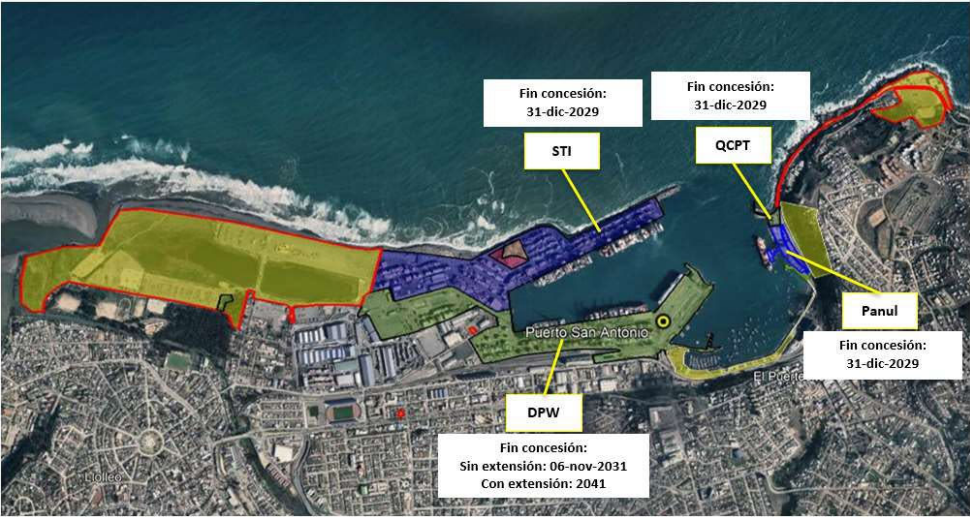 Fin concesión:
31-dic-2029
STI
Fin concesión:
31-dic-2029
QCPT
Panul
Fin concesión:
31-dic-2029
Puerto San Antonio
El Puerto
DPW
Fin concesión:
Sin extensión: 06-nov-2031
Con extensión: 2041
Llolleo